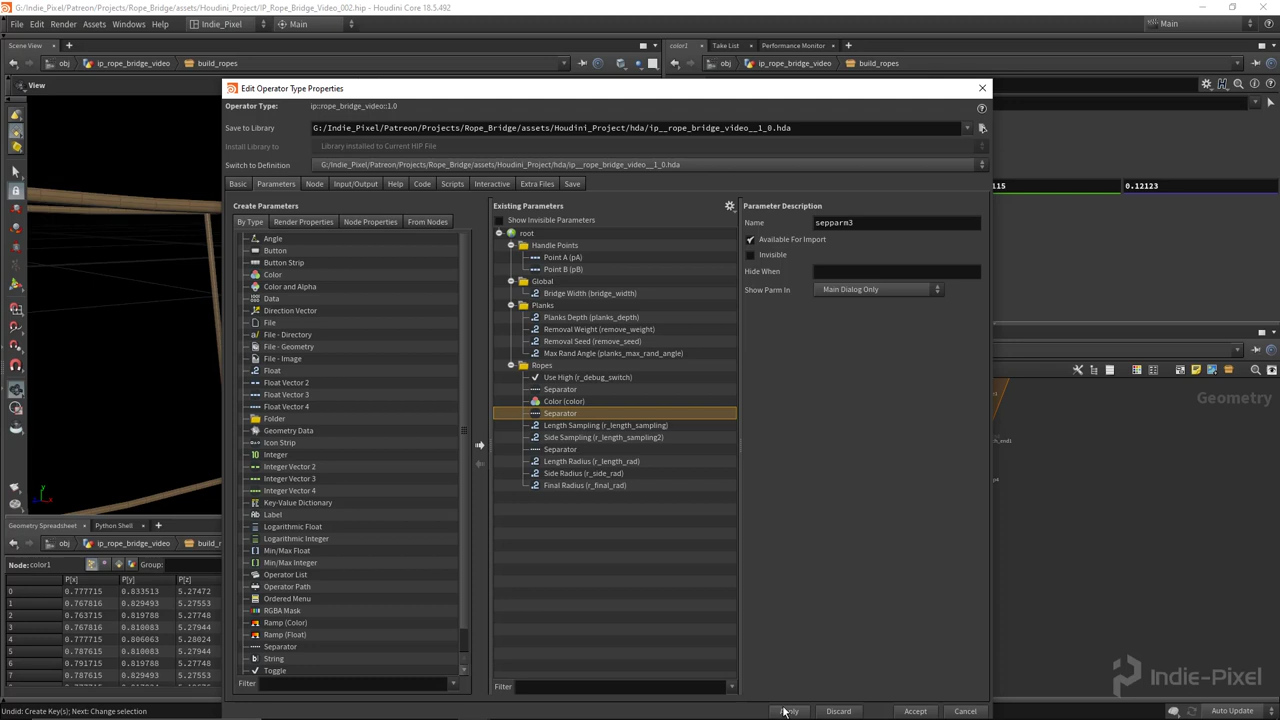 G:/Indie_Pixel/Patreon/Projects/Rope_Bridge/assets/Houdini_Project/IP_Rope_Bridge_Video_002.hip - Houdini Core 18.5.492
File Edit Render Assets Windows Help Indie_Pixel Main Main
Scene View color1 Take List Performance Monitor
obj ip_rope_bridge_video build_ropes obj ip_rope_bridge_video build_ropes
View Edit Operator Type Properties
Operator Type: ip::rope_bridge_video::1.0
Save to Library G:/Indie_Pixel/Patreon/Projects/Rope_Bridge/assets/Houdini_Project/hda/ip__rope_bridge_video__1_0.hda
Install Library to Library installed to Current HIP File
Switch to Definition G:/Indie_Pixel/Patreon/Projects/Rope_Bridge/assets/Houdini_Project/hda/ip__rope_bridge_video__1_0.hda
Basic Parameters Node Input/Output Help Code Scripts Interactive Extra Files Save
115 0.12123
Create Parameters Existing Parameters Parameter Description
By Type Render Properties Node Properties From Nodes
Show Invisible Parameters
Name sepparm3
Available For Import
Invisible
Hide When
Show Parm In Main Dialog Only
Angle
Button
Button Strip
Color
Color and Alpha
Data
Direction Vector
File
File - Directory
File - Geometry
File - Image
Float
Float Vector 2
Float Vector 3
Float Vector 4
Folder
Geometry Data
Icon Strip
Integer
Integer Vector 2
Integer Vector 3
Integer Vector 4
Key-Value Dictionary
Label
Logarithmic Float
Logarithmic Integer
Min/Max Float
Min/Max Integer
Operator List
Operator Path
Ordered Menu
RGBA Mask
Ramp (Color)
Ramp (Float)
Separator
String
Toggle
Filter
root
Handle Points
Point A (pA)
Point B (pB)
Global
Bridge Width (bridge_width)
Planks
Planks Depth (planks_depth)
Removal Weight (remove_weight)
Removal Seed (remove_seed)
Max Rand Angle (planks_max_rand_angle)
Ropes
Use High (r_debug_switch)
Separator
Color (color)
Separator
Length Sampling (r_length_sampling)
Side Sampling (r_length_sampling2)
Separator
Length Radius (r_length_rad)
Side Radius (r_side_rad)
Final Radius (r_final_rad)
Filter
Apply Discard Accept Cancel
Geometry
Geometry Spreadsheet Python Shell
obj ip_rope_bridge_video build_r
Node: color1 Group:
P[x] P[y] P[z]
0 0.777715 0.833513 5.27472
1 0.767816 0.829493 5.27553
2 0.763715 0.819788 5.27748
3 0.767816 0.810083 5.27944
4 0.777715 0.806063 5.28024
5 0.787615 0.810083 5.27944
6 0.791715 0.819788 5.27748
7 0.787615 0.829493 5.27553
Indie-Pixel
Undo: Create Key(s); Next: Change selection
Auto Update